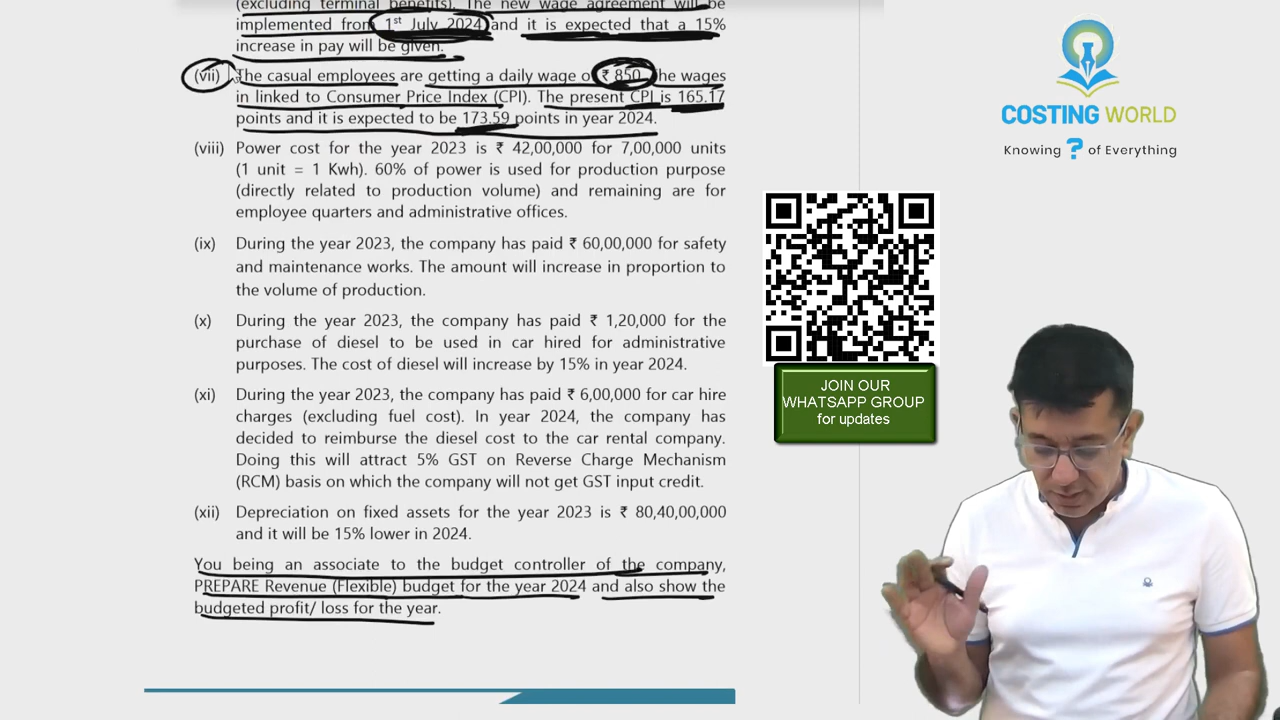 (excluding terminal benefits). The new wage agreement will be
implemented from 1st July 2024 and it is expected that a 15%
increase in pay will be given.
(vii) The casual employees are getting a daily wage of ₹ 850. The wages
in linked to Consumer Price Index (CPI). The present CPI is 165.17
points and it is expected to be 173.59 points in year 2024.
(viii) Power cost for the year 2023 is ₹ 42,00,000 for 7,00,000 units
(1 unit = 1 Kwh). 60% of power is used for production purpose
(directly related to production volume) and remaining are for
employee quarters and administrative offices.
(ix) During the year 2023, the company has paid ₹ 60,00,000 for safety
and maintenance works. The amount will increase in proportion to
the volume of production.
(x) During the year 2023, the company has paid ₹ 1,20,000 for the
purchase of diesel to be used in car hired for administrative
purposes. The cost of diesel will increase by 15% in year 2024.
(xi) During the year 2023, the company has paid ₹ 6,00,000 for car hire
charges (excluding fuel cost). In year 2024, the company has
decided to reimburse the diesel cost to the car rental company.
Doing this will attract 5% GST on Reverse Charge Mechanism
(RCM) basis on which the company will not get GST input credit.
(xii) Depreciation on fixed assets for the year 2023 is ₹ 80,40,00,000
and it will be 15% lower in 2024.
You being an associate to the budget controller of the company,
PREPARE Revenue (Flexible) budget for the year 2024 and also show the
budgeted profit/ loss for the year.
COSTING WORLD
Knowing ? of Everything
JOIN OUR
WHATSAPP GROUP
for updates